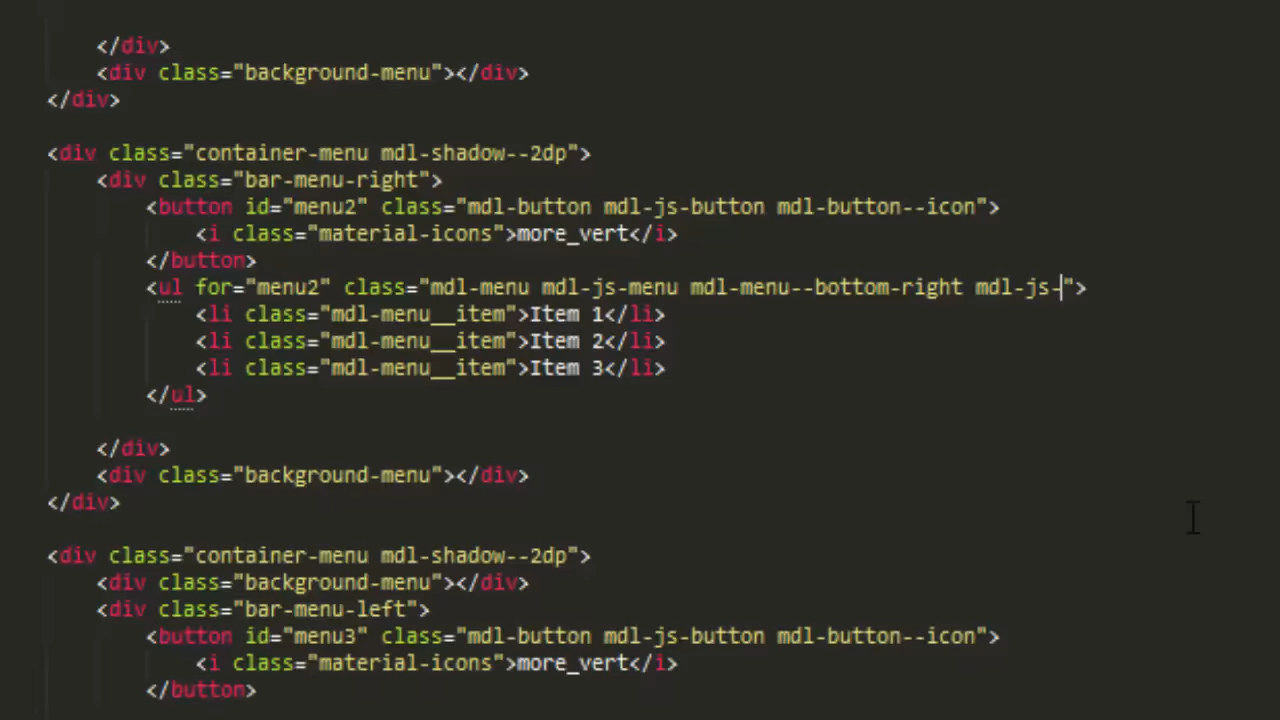 </div>
<div class="background-menu"></div>
</div>
<div class="container-menu mdl-shadow--2dp">
<div class="bar-menu-right">
<button id="menu2" class="mdl-button mdl-js-button mdl-button--icon">
<i class="material-icons">more_vert</i>
</button>
<ul for="menu2" class="mdl-menu mdl-js-menu mdl-menu--bottom-right mdl-js-">
<li class="mdl-menu__item">Item 1</li>
<li class="mdl-menu__item">Item 2</li>
<li class="mdl-menu__item">Item 3</li>
</ul>
</div>
<div class="background-menu"></div>
</div>
<div class="container-menu mdl-shadow--2dp">
<div class="background-menu"></div>
<div class="bar-menu-left">
<button id="menu3" class="mdl-button mdl-js-button mdl-button--icon">
<i class="material-icons">more_vert</i>
</button>